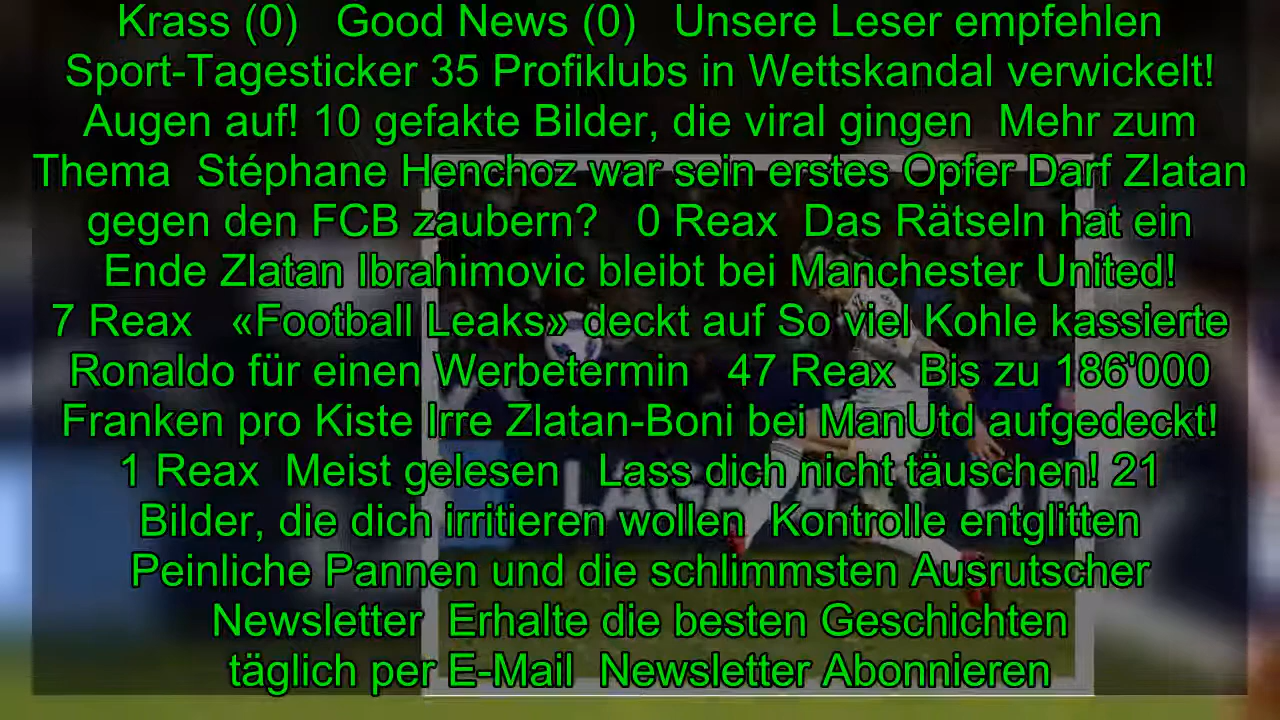 Krass (0)   Good News (0)   Unsere Leser empfehlen
Sport-Tagesticker 35 Profiklubs in Wettskandal verwickelt!
Augen auf! 10 gefakte Bilder, die viral gingen  Mehr zum
Thema  Stéphane Henchoz war sein erstes Opfer Darf Zlatan
gegen den FCB zaubern?   0 Reax  Das Rätseln hat ein
Ende Zlatan Ibrahimovic bleibt bei Manchester United!
7 Reax   «Football Leaks» deckt auf So viel Kohle kassierte
Ronaldo für einen Werbetermin   47 Reax  Bis zu 186'000
Franken pro Kiste Irre Zlatan-Boni bei ManUtd aufgedeckt!
1 Reax  Meist gelesen   Lass dich nicht täuschen! 21
Bilder, die dich irritieren wollen  Kontrolle entglitten
Peinliche Pannen und die schlimmsten Ausrutscher
Newsletter  Erhalte die besten Geschichten
täglich per E-Mail  Newsletter Abonnieren